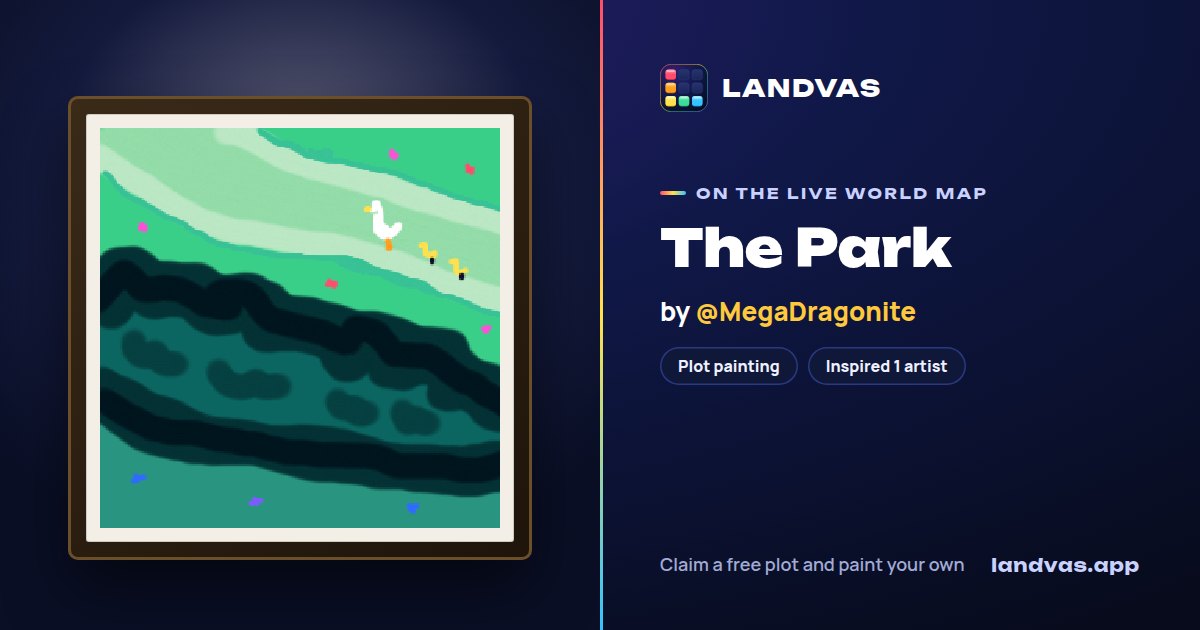 LANDVAS
ON THE LIVE WORLD MAP
The Park
by @MegaDragonite
Plot painting
Inspired 1 artist
Claim a free plot and paint your own
landvas.app